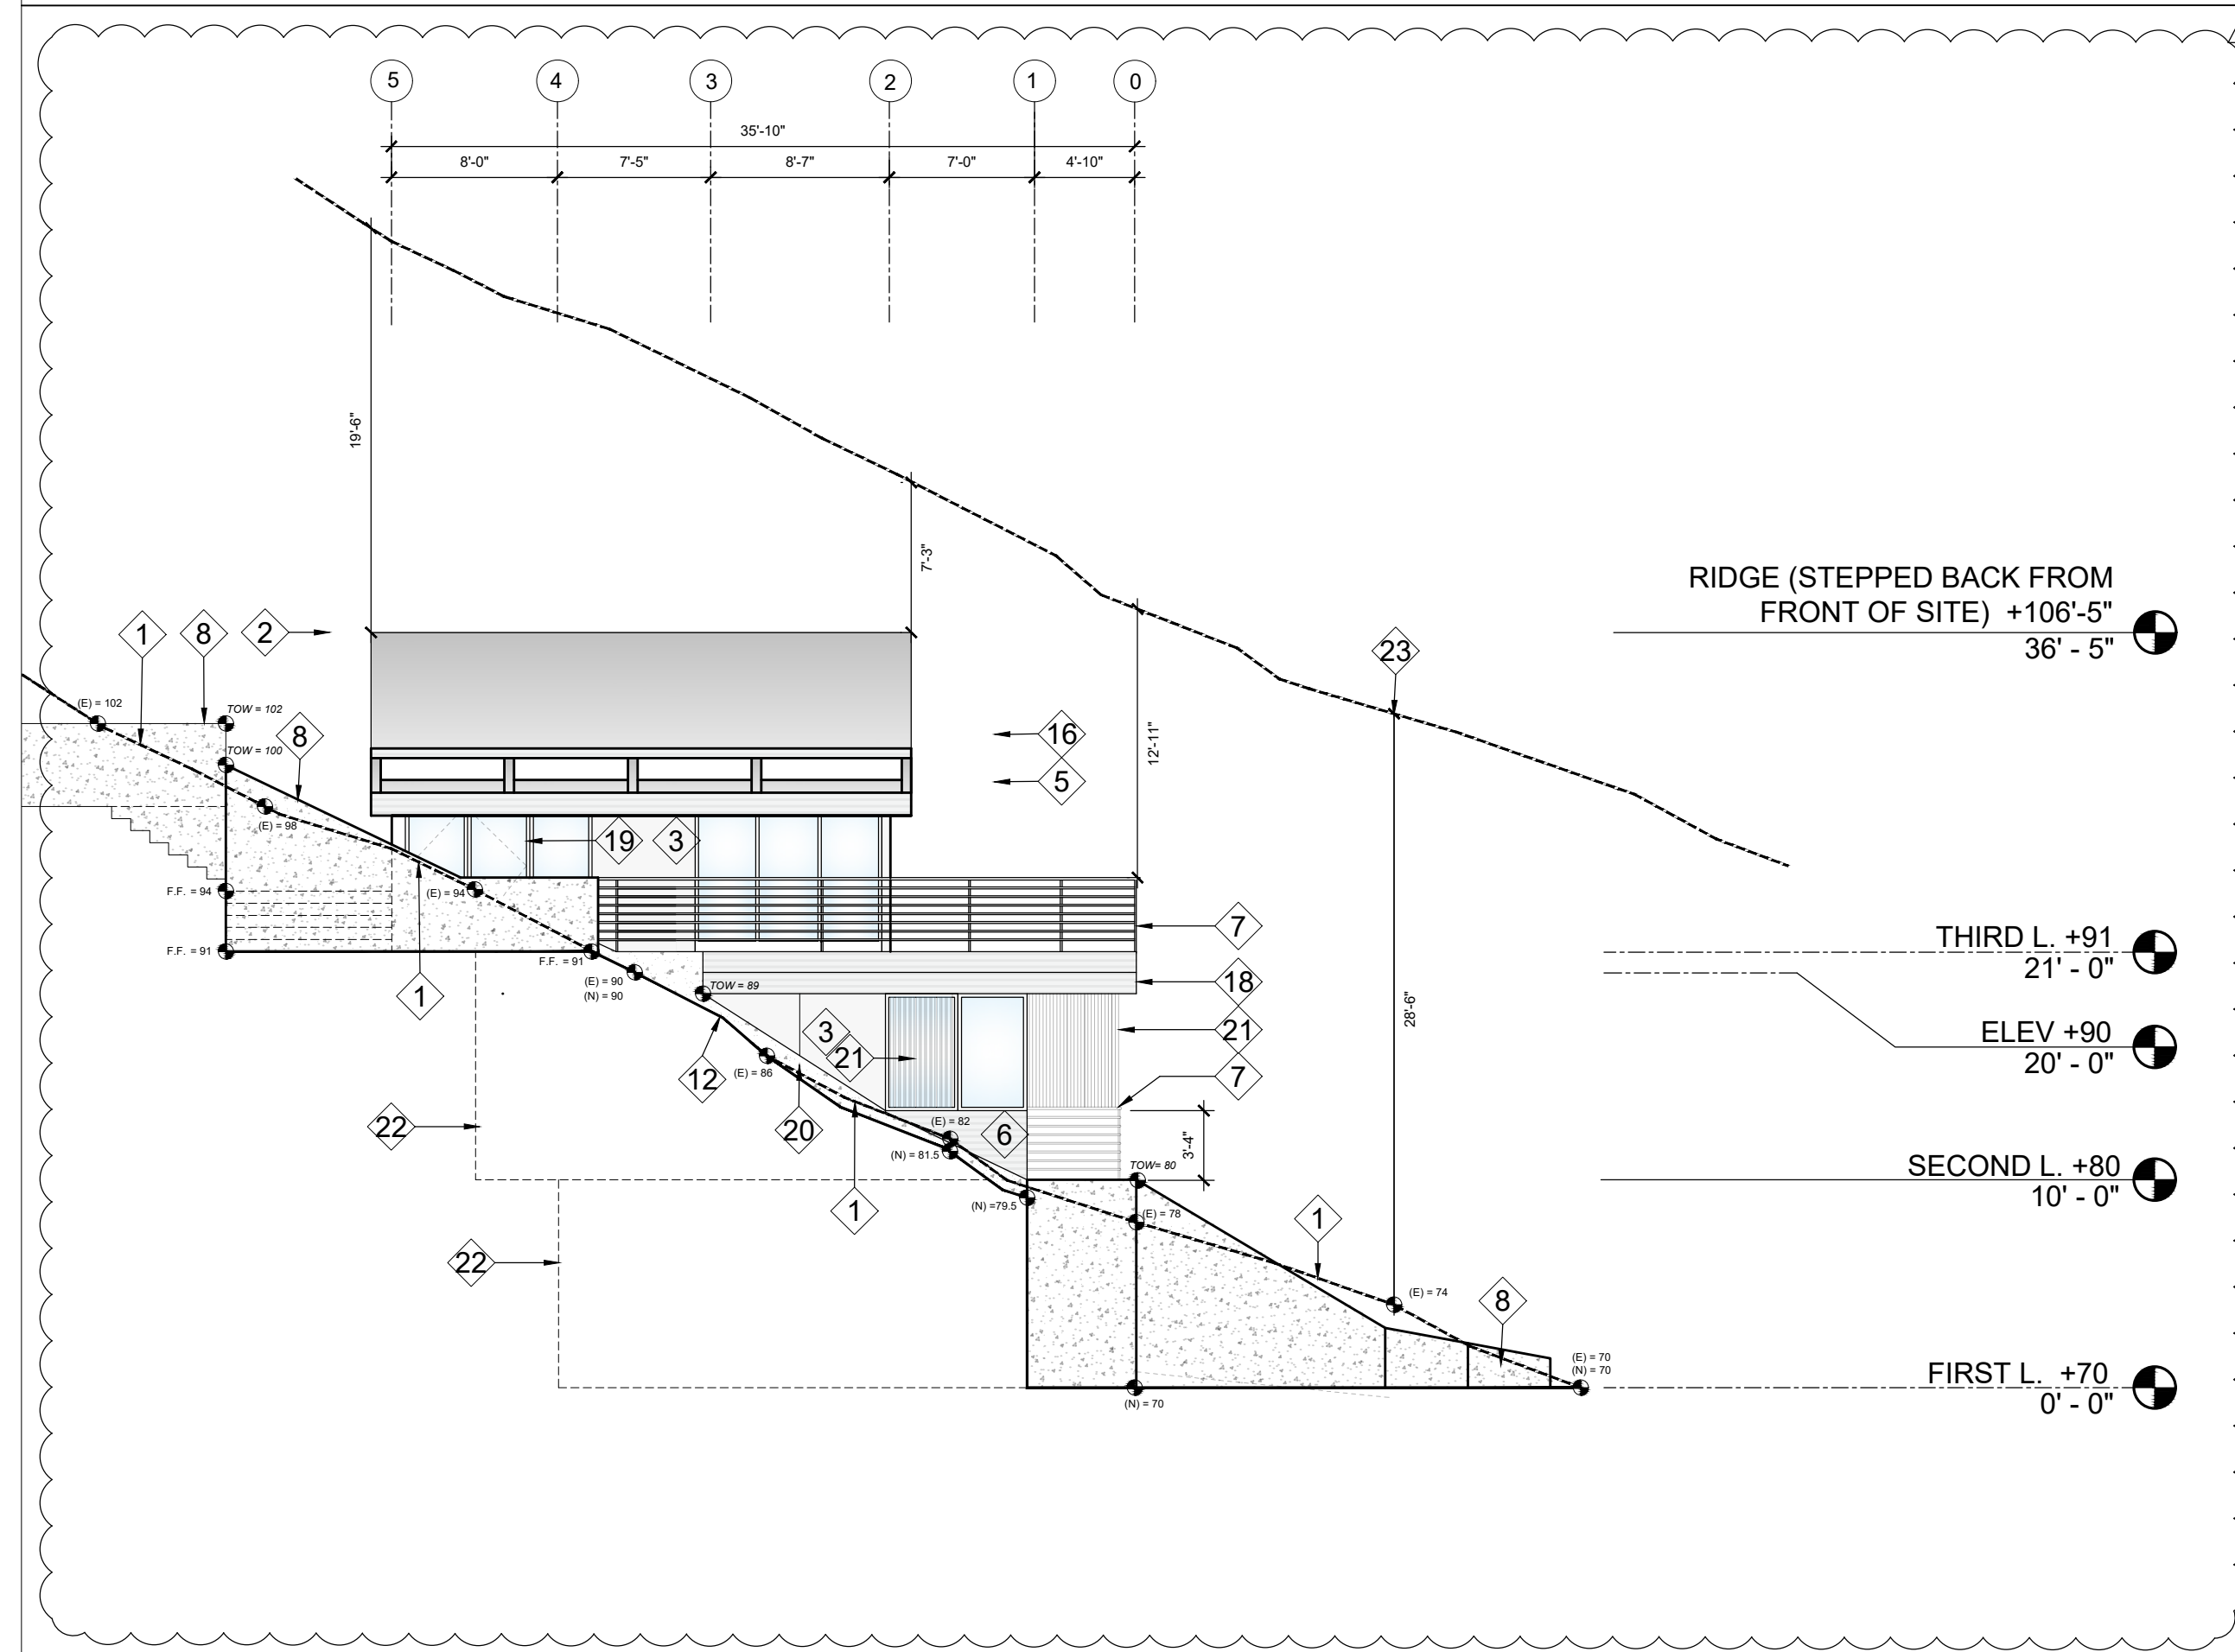 5 4 3 2 1 0
35'-10"
8'-0" 7'-5" 8'-7" 7'-0" 4'-10"
19'-6"
7'-3"
RIDGE (STEPPED BACK FROM
FRONT OF SITE) +106'-5"
36' - 5"
1 8 2
23
(E) = 102
TOW = 102
TOW = 100
8
16
12'-11"
5
(E) = 98
19 3
F.F. = 94
(E) = 94
7
F.F. = 91
F.F. = 91
THIRD L. +91
21' - 0"
(E) = 90
(N) = 90
TOW = 89
18
1
28'-6"
3
21
21
ELEV +90
20' - 0"
12
(E) = 86
7
22
20
(E) = 82
6
3'-4"
(N) = 81.5
TOW= 80
SECOND L. +80
10' - 0"
1
(N) =79.5
(E) = 78
1
22
(E) = 74
8
(E) = 70
(N) = 70
FIRST L. +70
0' - 0"
(N) = 70